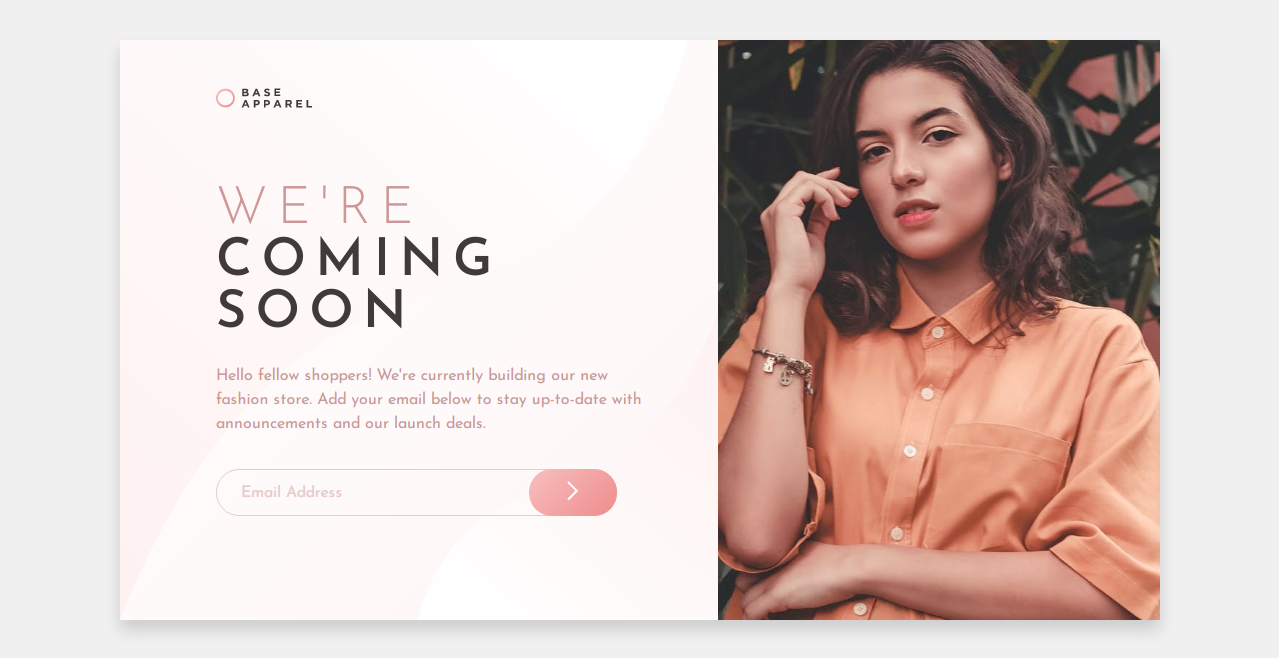 BASE
APPAREL
WE'RE
COMING
SOON
Hello fellow shoppers! We're currently building our new
fashion store. Add your email below to stay up-to-date with
announcements and our launch deals.
Email Address